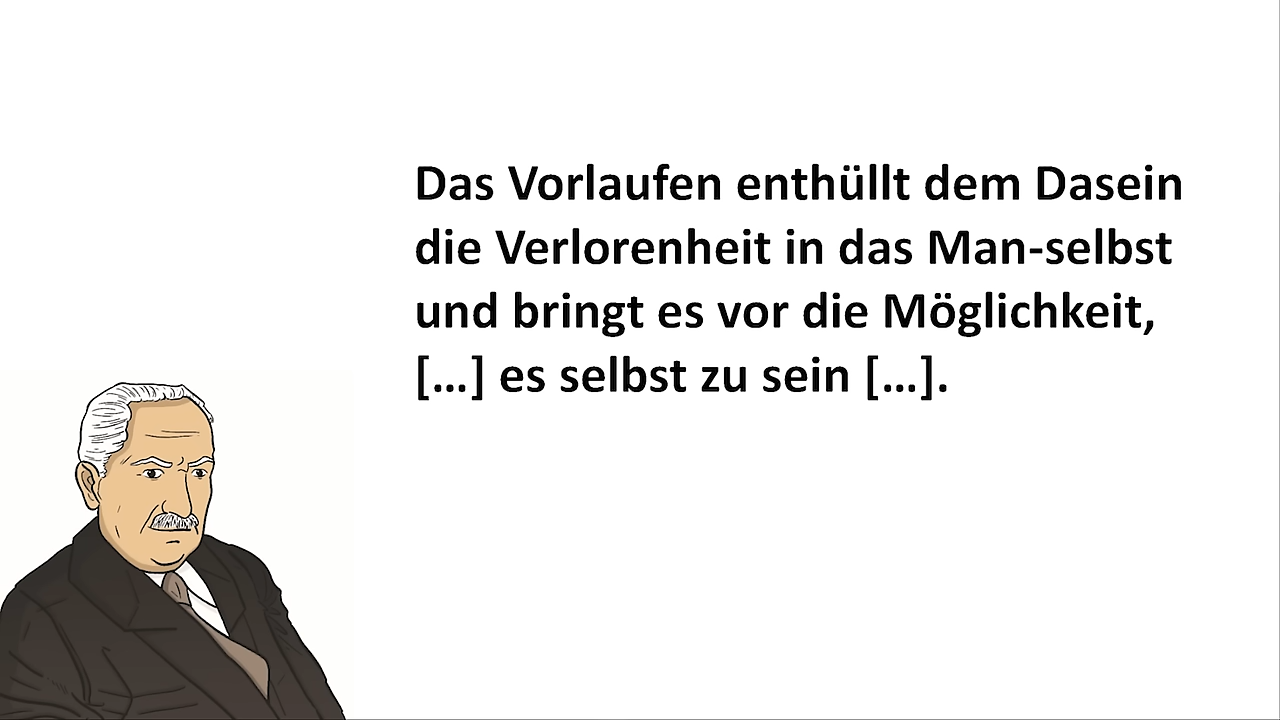 Das Vorlaufen enthüllt dem Dasein
die Verlorenheit in das Man-selbst
und bringt es vor die Möglichkeit,
[…] es selbst zu sein […].